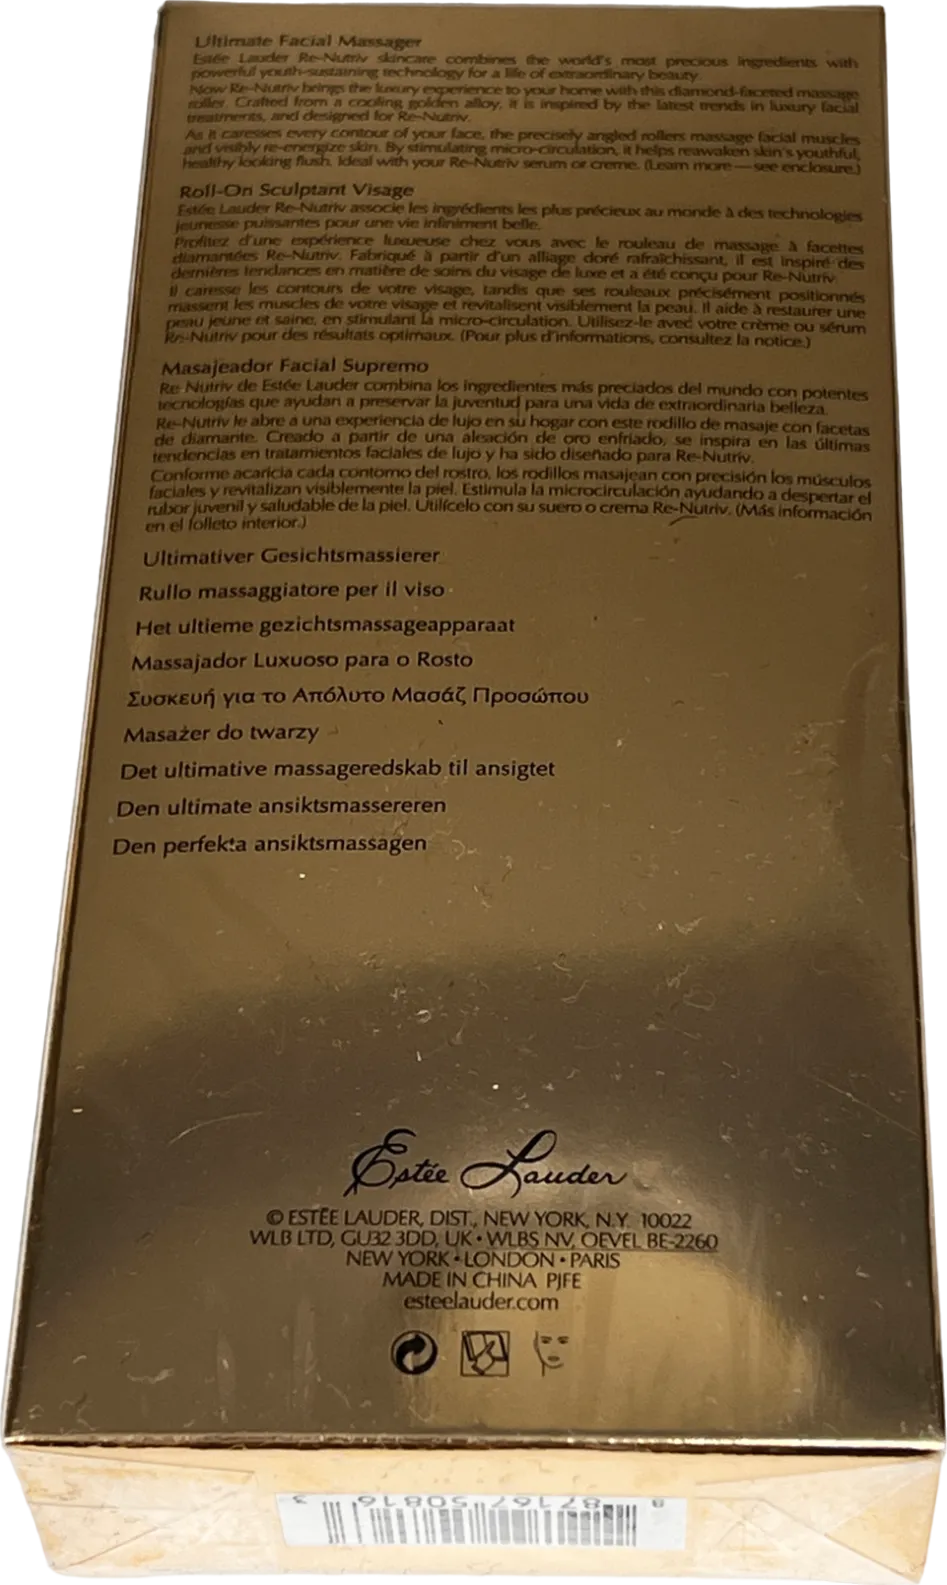 Ultimate Facial Massager
Estée Lauder Re-Nutriv skincare combines the world's most precious ingredients with
powerful youth-sustaining technology for a life of extraordinary beauty.
Now Re-Nutriv brings the luxury experience to your home with this diamond-faceted massage
roller. Crafted from a cooling golden alloy, it is inspired by the latest trends in luxury facial
treatments, and designed for Re-Nutriv.
As it caresses every contour of your face, the precisely angled rollers massage facial muscles
and visibly re-energize skin. By stimulating micro-circulation, it helps reawaken skin's youthful,
healthy looking flush. Ideal with your Re-Nutriv serum or creme. (Learn more—see enclosure.)
Roll-On Sculptant Visage
Estée Lauder Re-Nutriv associe les ingrédients les plus précieux au monde à des technologies
jeunesse puissantes pour une vie infiniment belle.
Profitez d'une expérience luxueuse chez vous avec le rouleau de massage à facettes
diamantées Re-Nutriv. Fabriqué à partir d'un alliage doré rafraîchissant, il est inspiré des
dernières tendances en matière de soins du visage de luxe et a été conçu pour Re-Nutriv.
Il caresse les contours de votre visage, tandis que ses rouleaux précisément positionnés
massent les muscles de votre visage et revitalisent visiblement la peau. Il aide à restaurer une
peau jeune et saine, en stimulant la micro-circulation. Utilisez-le avec votre crème ou sérum
Re-Nutriv pour des résultats optimaux. (Pour plus d'informations, consultez la notice.)
Masajeador Facial Supremo
Re-Nutriv de Estée Lauder combina los ingredientes más preciados del mundo con potentes
tecnologías que ayudan a preservar la juventud para una vida de extraordinaria belleza.
Re-Nutriv le abre a una experiencia de lujo en su hogar con este rodillo de masaje con facetas
de diamante. Creado a partir de una aleación de oro enfriado, se inspira en las últimas
tendencias en tratamientos faciales de lujo y ha sido diseñado para Re-Nutriv.
Conforme acaricia cada contorno del rostro, los rodillos masajean con precisión los músculos
faciales y revitalizan visiblemente la piel. Estimula la microcirculación ayudando a despertar el
rubor juvenil y saludable de la piel. Utilícelo con su suero o crema Re-Nutriv. (Más información
en el folleto interior.)
Ultimativer Gesichtsmassierer
Rullo massaggiatore per il viso
Het ultieme gezichtsmassageapparaat
Massajador Luxuoso para o Rosto
Συσκευή για το Απόλυτο Μασάζ Προσώπου
Masażer do twarzy
Det ultimative massageredskab til ansigtet
Den ultimate ansiktsmassereren
Den perfekta ansiktsmassagen
Estée Lauder
© ESTÉE LAUDER, DIST., NEW YORK, N.Y. 10022
WLB LTD, GU32 3DD, UK • WLBS NV, OEVEL BE-2260
NEW YORK • LONDON • PARIS
MADE IN CHINA PJFE
esteelauder.com
8 87167 50816 3